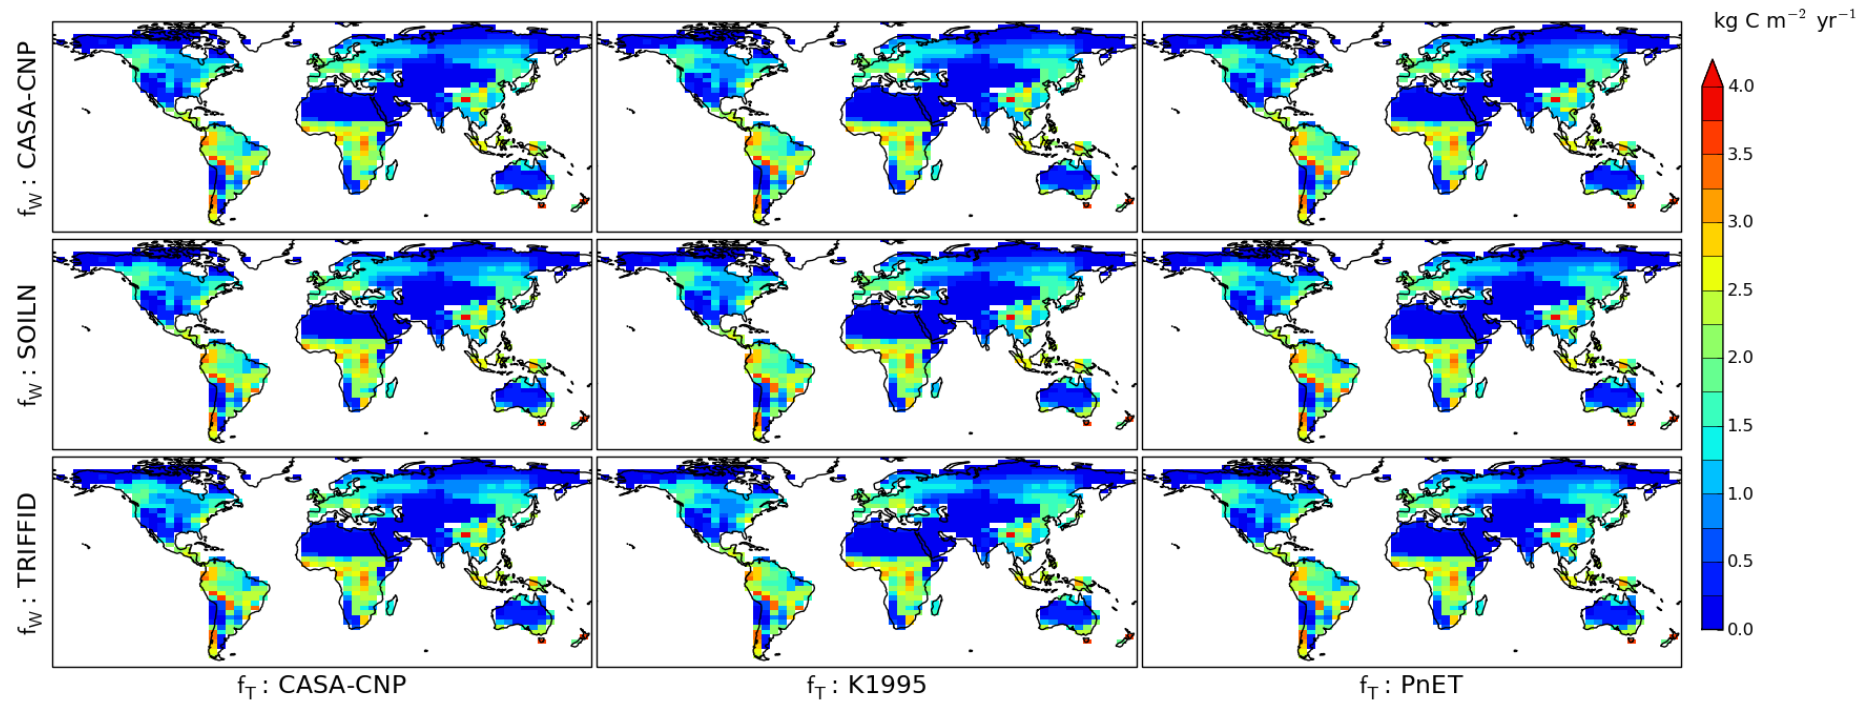 kg C m⁻² yr⁻¹
f_W : CASA-CNP
f_W : SOILN
f_W : TRIFFID
f_T : CASA-CNP
f_T : K1995
f_T : PnET
4.0
3.5
3.0
2.5
2.0
1.5
1.0
0.5
0.0